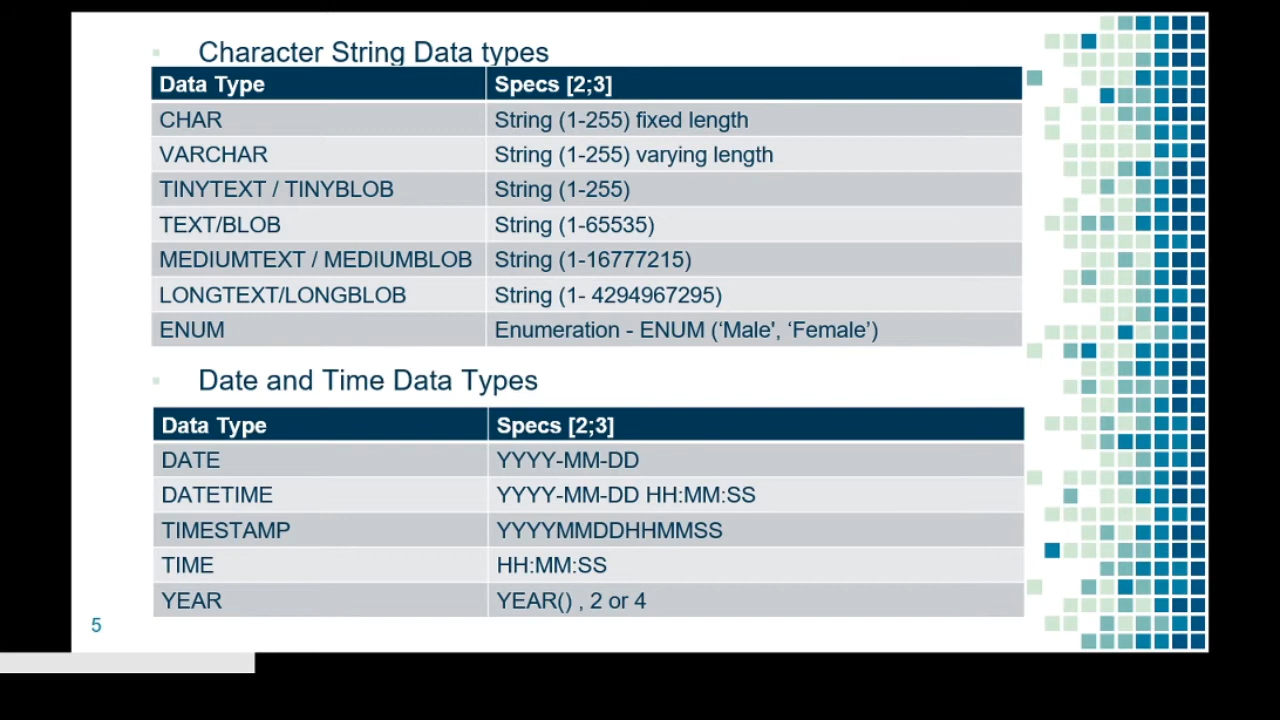 Character String Data types
Data Type Specs [2;3]
CHAR String (1-255) fixed length
VARCHAR String (1-255) varying length
TINYTEXT / TINYBLOB String (1-255)
TEXT/BLOB String (1-65535)
MEDIUMTEXT / MEDIUMBLOB String (1-16777215)
LONGTEXT/LONGBLOB String (1- 4294967295)
ENUM Enumeration - ENUM (‘Male', ‘Female’)
Date and Time Data Types
Data Type Specs [2;3]
DATE YYYY-MM-DD
DATETIME YYYY-MM-DD HH:MM:SS
TIMESTAMP YYYYMMDDHHMMSS
TIME HH:MM:SS
YEAR YEAR() , 2 or 4
5